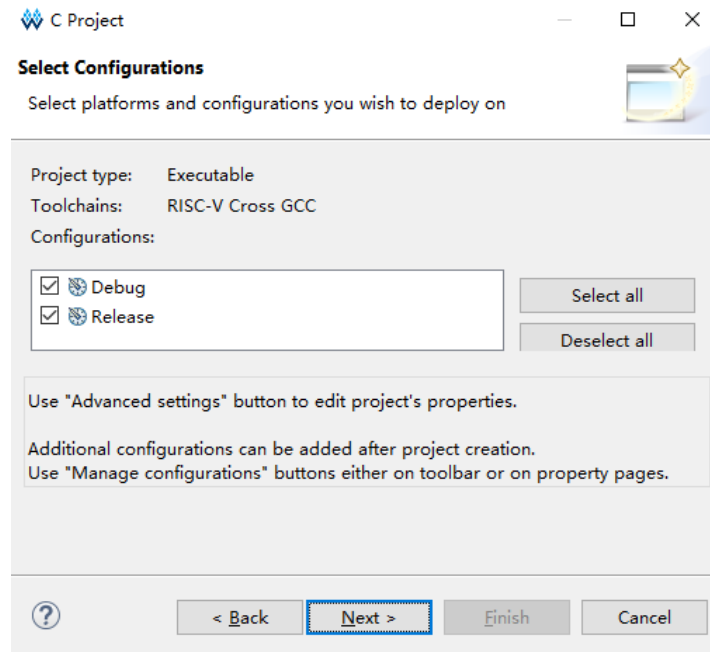 C Project
Select Configurations
Select platforms and configurations you wish to deploy on
Project type: Executable
Toolchains: RISC-V Cross GCC
Configurations:
Debug
Release
Select all
Deselect all
Use "Advanced settings" button to edit project's properties.
Additional configurations can be added after project creation.
Use "Manage configurations" buttons either on toolbar or on property pages.
?
< Back
Next >
Finish
Cancel